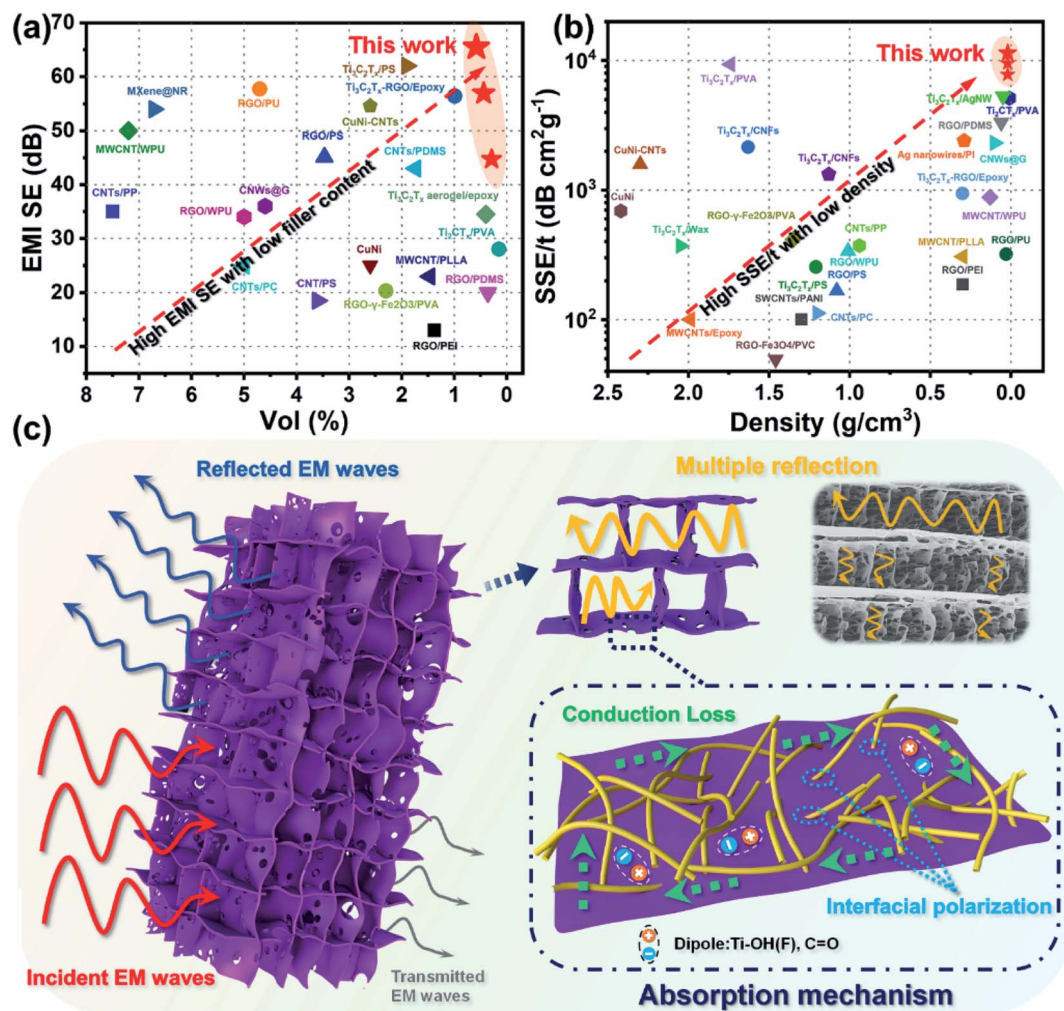 (a)
EMI SE (dB)
70
60
50
40
30
20
10
8
7
6
5
4
3
2
1
0
Vol (%)
This work
High EMI SE with low filler content
Ti₃C₂Tₓ/PS
MXene@NR
RGO/PU
Ti₃C₂Tₓ-RGO/Epoxy
CuNi-CNTs
MWCNT/WPU
RGO/PS
CNTs/PDMS
CNTs/PP
CNWs@G
RGO/WPU
Ti₃C₂Tₓ aerogel/epoxy
Ti₃CTₓ/PVA
CuNi
CNTs/PC
MWCNT/PLLA
CNT/PS
RGO/PDMS
RGO-γ-Fe2O3/PVA
RGO/PEI
(b)
SSE/t (dB cm²g⁻¹)
10⁴
10³
10²
2.5
2.0
1.5
1.0
0.5
0.0
Density (g/cm³)
This work
High SSE/t with low density
Ti₃C₂Tₓ/PVA
Ti₃C₂Tₓ/AgNW
Ti₃CTₓ/PVA
RGO/PDMS
Ti₃C₂Tₓ/CNFs
Ag nanowires/PI
CNWs@G
CuNi-CNTs
Ti₃C₂Tₓ/CNFs
Ti₃C₂Tₓ-RGO/Epoxy
CuNi
MWCNT/WPU
RGO-γ-Fe2O3/PVA
Ti₃C₂Tₓ/Wax
CNTs/PP
RGO/WPU
MWCNT/PLLA
RGO/PU
Ti₃C₂Tₓ/PS
RGO/PS
RGO/PEI
SWCNTs/PANI
CNTs/PC
MWCNTs/Epoxy
RGO-Fe3O4/PVC
(c)
Reflected EM waves
Multiple reflection
Conduction Loss
Interfacial polarization
Incident EM waves
Transmitted
EM waves
Dipole:Ti-OH(F), C=O
Absorption mechanism